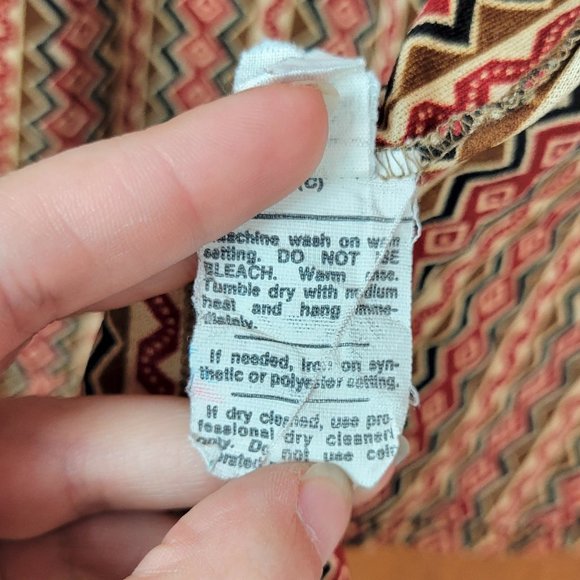 (C)
machine wash on warm
setting. DO NOT USE
BLEACH. Warm rinse.
Tumble dry with medium
heat and hang imme-
diately.
If needed, iron on syn-
thetic or polyester setting.
If dry cleaned, use pro-
fessional dry cleaners
only. Do not use coin
operated